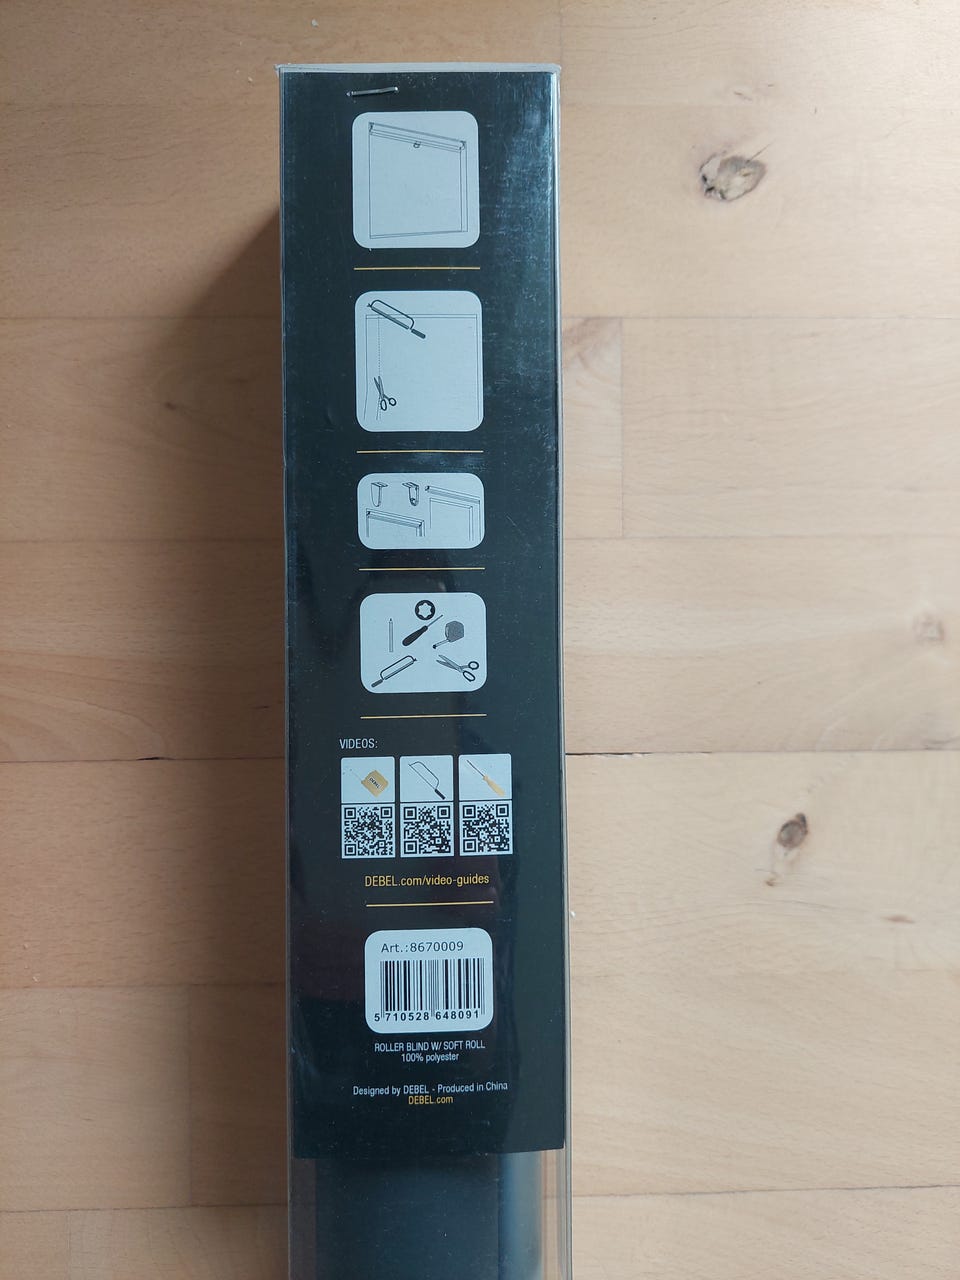 VIDEOS:
DEBEL
DEBEL.com/video-guides
Art.:8670009
5 710528 648091
ROLLER BLIND W/ SOFT ROLL
100% polyester
Designed by DEBEL - Produced in China
DEBEL.com